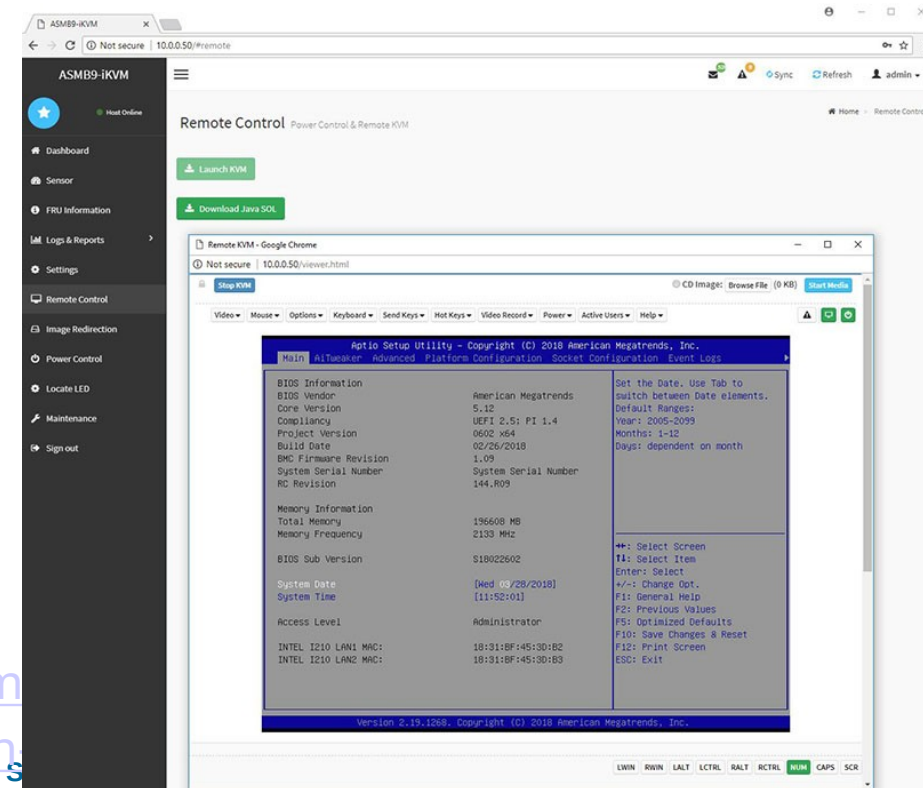 ASMB9-iKVM
Not secure | 10.0.0.50/#remote
ASMB9-iKVM
Sync Refresh admin
Host Online
Home Remote Contro
Remote Control Power Control & Remote KVM
Dashboard
Launch KVM
Sensor
FRU Information
Download Java SOL
Logs & Reports
Settings
Remote Control
Image Redirection
Power Control
Locate LED
Maintenance
Sign out
Remote KVM - Google Chrome
Not secure | 10.0.0.50/viewer.html
Stop KVM CD Image: Browse File (0 KB) Start Media
Video Mouse Options Keyboard Send Keys Hot Keys Video Record Power Active Users Help
Aptio Setup Utility – Copyright (C) 2018 American Megatrends, Inc.
Main AiTweaker Advanced Platform Configuration Socket Configuration Event Logs
BIOS Information
BIOS Vendor American Megatrends
Core Version 5.12
Compliancy UEFI 2.5; PI 1.4
Project Version 0602 x64
Build Date 02/26/2018
BMC Firmware Revision 1.09
System Serial Number System Serial Number
RC Revision 144.R09
Memory Information
Total Memory 196608 MB
Memory Frequency 2133 MHz
BIOS Sub Version S18022602
System Date [Wed 03/28/2018]
System Time [11:52:01]
Access Level Administrator
INTEL I210 LAN1 MAC: 18:31:BF:45:3D:B2
INTEL I210 LAN2 MAC: 18:31:BF:45:3D:B3
Set the Date. Use Tab to
switch between Date elements.
Default Ranges:
Year: 2005-2099
Months: 1-12
Days: dependent on month
: Select Screen
↑↓: Select Item
Enter: Select
+/-: Change Opt.
F1: General Help
F2: Previous Values
F5: Optimized Defaults
F10: Save Changes & Reset
F12: Print Screen
ESC: Exit
Version 2.19.1268. Copyright (C) 2018 American Megatrends, Inc.
LWIN RWIN LALT LCTRL RALT RCTRL NUM CAPS SCR